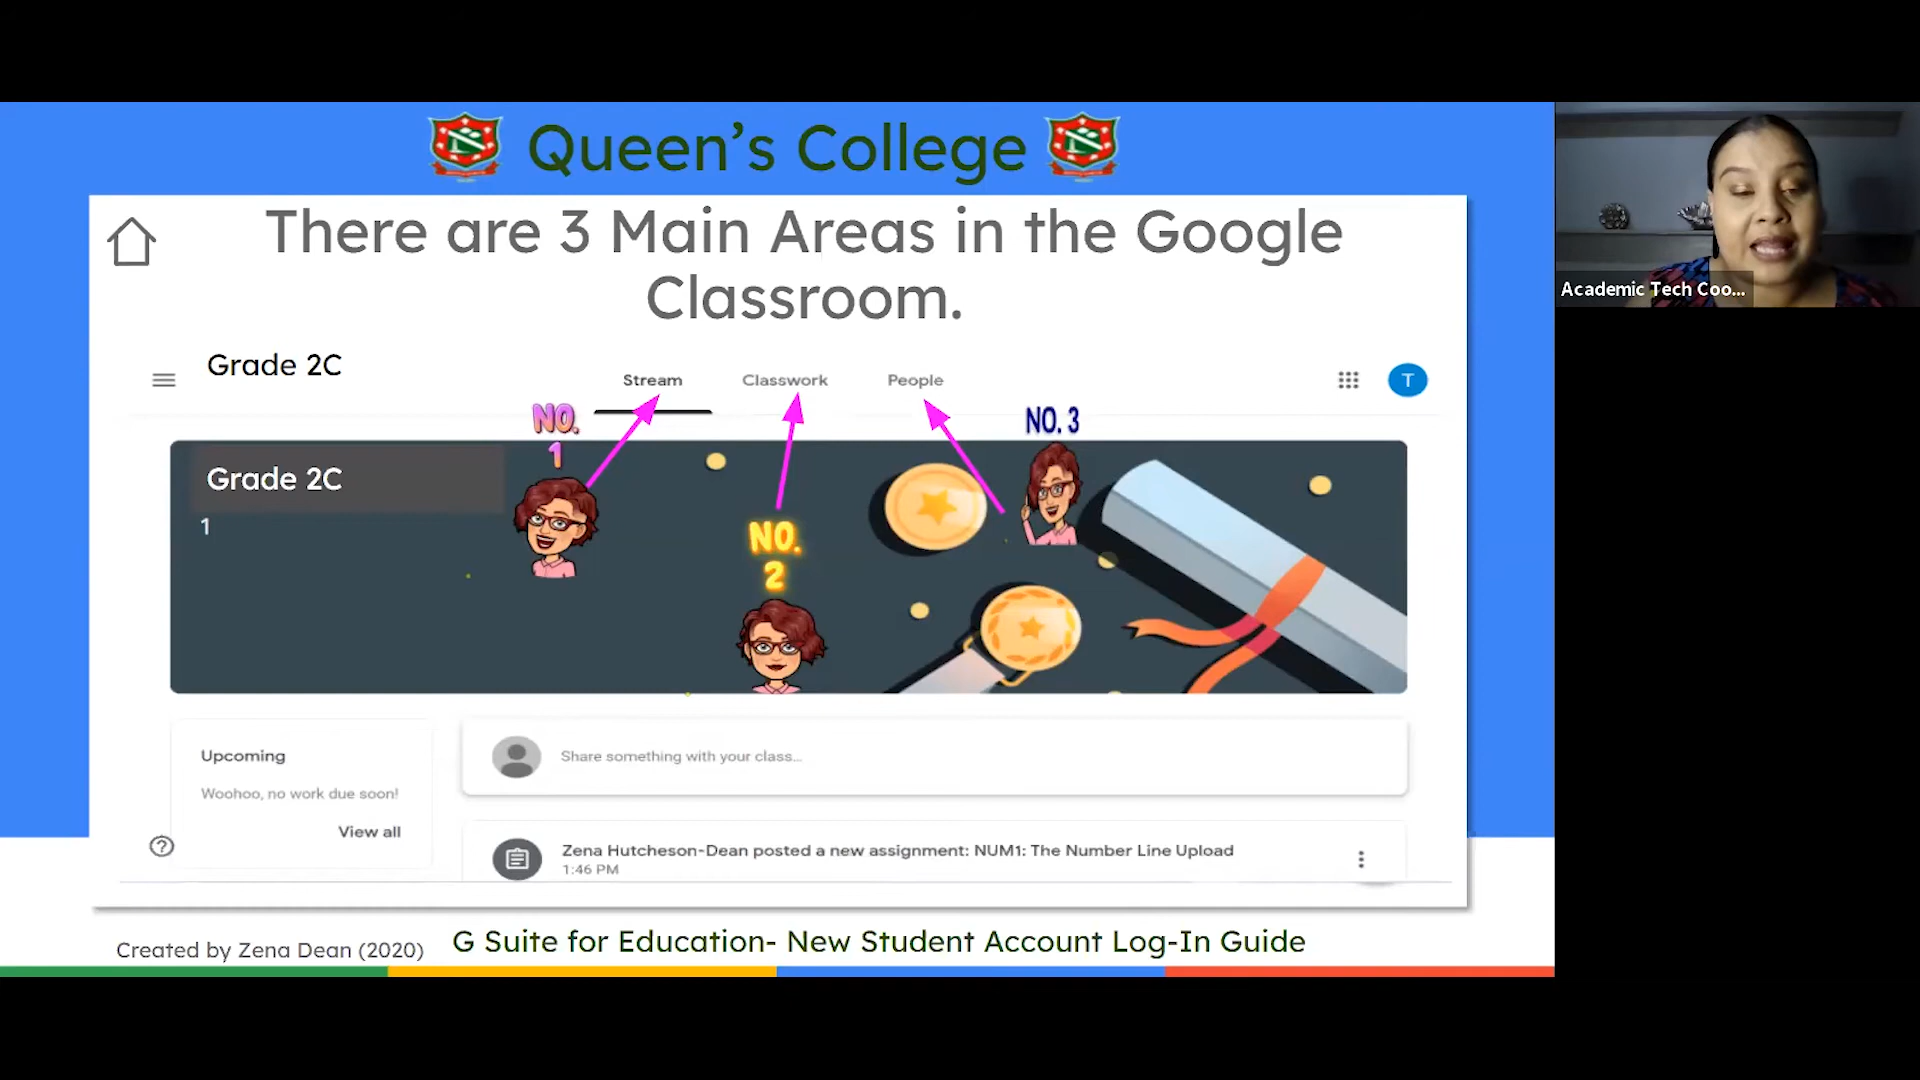 Queen's College
There are 3 Main Areas in the Google
Classroom.
Grade 2C
Stream
Classwork
People
T
NO.
1
NO. 3
Grade 2C
1
NO.
2
Upcoming
Woohoo, no work due soon!
View all
Share something with your class...
Zena Hutcheson-Dean posted a new assignment: NUM1: The Number Line Upload
1:46 PM
?
Created by Zena Dean (2020)
G Suite for Education- New Student Account Log-In Guide
Academic Tech Coo...